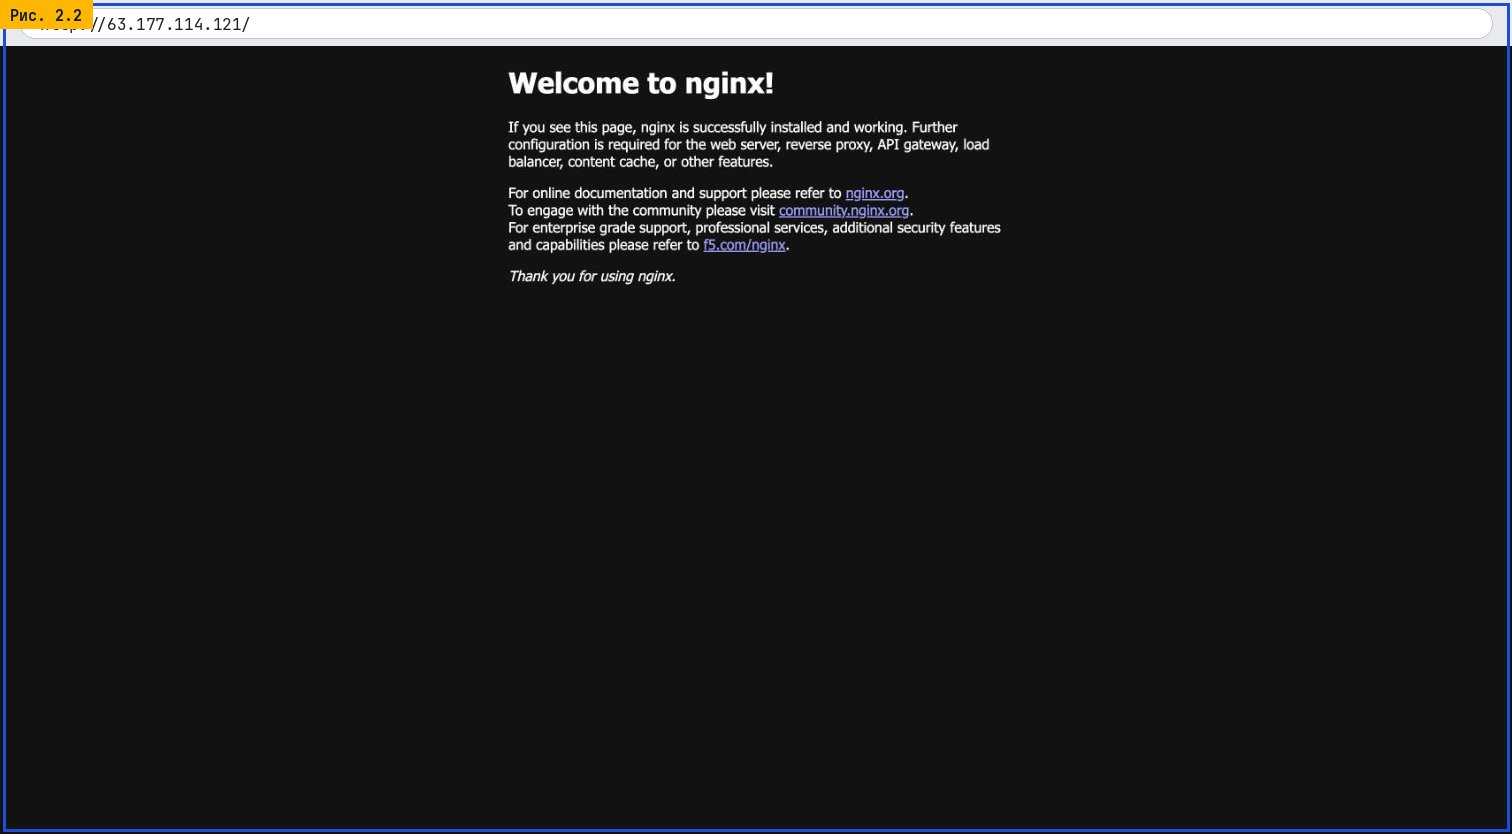 Рис. 2.2
//63.177.114.121/
Welcome to nginx!
If you see this page, nginx is successfully installed and working. Further
configuration is required for the web server, reverse proxy, API gateway, load
balancer, content cache, or other features.
For online documentation and support please refer to nginx.org.
To engage with the community please visit community.nginx.org.
For enterprise grade support, professional services, additional security features
and capabilities please refer to f5.com/nginx.
Thank you for using nginx.